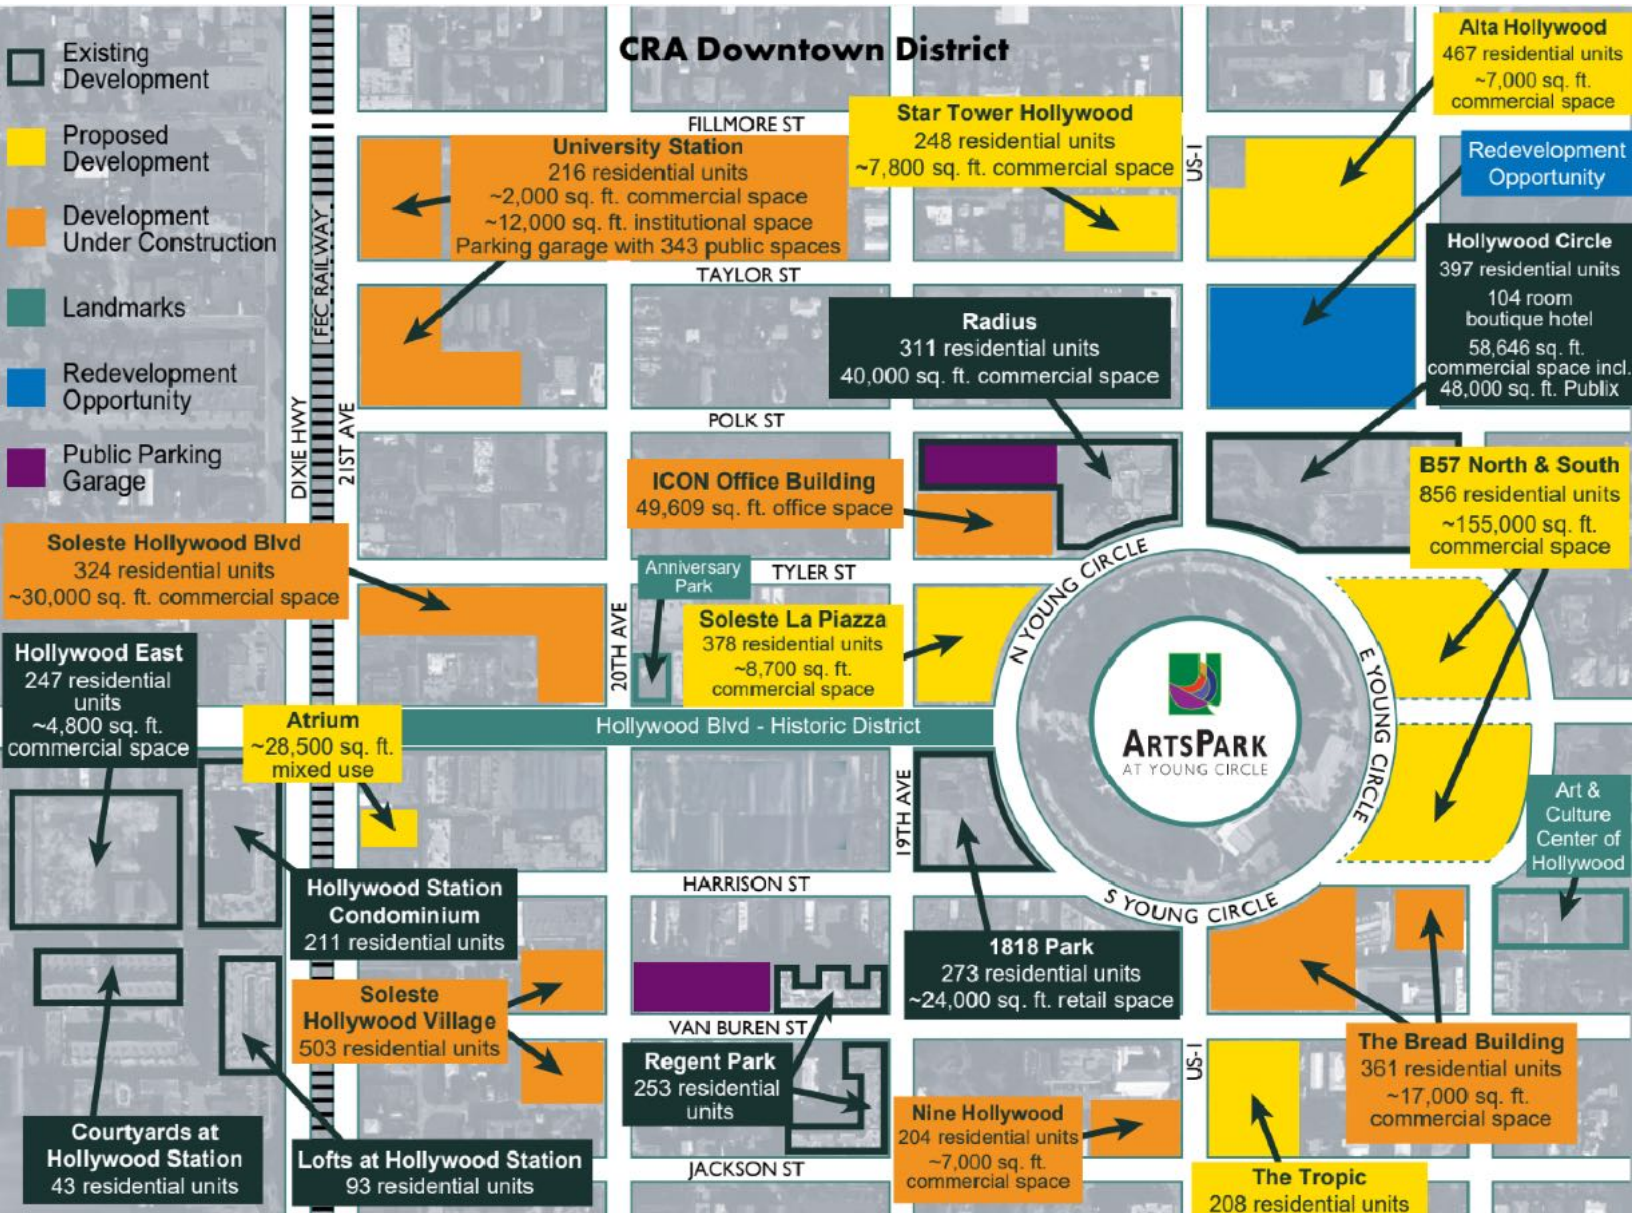 CRA Downtown District
Existing
Development
Proposed
Development
Development
Under Construction
Landmarks
Redevelopment
Opportunity
Public Parking
Garage
Alta Hollywood
467 residential units
~7,000 sq. ft.
commercial space
Star Tower Hollywood
248 residential units
~7,800 sq. ft. commercial space
FILLMORE ST
University Station
216 residential units
~2,000 sq. ft. commercial space
~12,000 sq. ft. institutional space
Parking garage with 343 public spaces
US-1
Redevelopment
Opportunity
Hollywood Circle
397 residential units
104 room
boutique hotel
58,646 sq. ft.
commercial space incl.
48,000 sq. ft. Publix
FEC RAILWAY
TAYLOR ST
Radius
311 residential units
40,000 sq. ft. commercial space
DIXIE HWY
21ST AVE
POLK ST
ICON Office Building
49,609 sq. ft. office space
B57 North & South
856 residential units
~155,000 sq. ft.
commercial space
Soleste Hollywood Blvd
324 residential units
~30,000 sq. ft. commercial space
Anniversary
Park
TYLER ST
N YOUNG CIRCLE
20TH AVE
Soleste La Piazza
378 residential units
~8,700 sq. ft.
commercial space
Hollywood East
247 residential
units
~4,800 sq. ft.
commercial space
E YOUNG CIRCLE
Atrium
~28,500 sq. ft.
mixed use
Hollywood Blvd - Historic District
ARTSPARK
AT YOUNG CIRCLE
19TH AVE
Art &
Culture
Center of
Hollywood
HARRISON ST
S YOUNG CIRCLE
Hollywood Station
Condominium
211 residential units
1818 Park
273 residential units
~24,000 sq. ft. retail space
Soleste
Hollywood Village
503 residential units
VAN BUREN ST
Regent Park
253 residential
units
US-1
The Bread Building
361 residential units
~17,000 sq. ft.
commercial space
Nine Hollywood
204 residential units
~7,000 sq. ft.
commercial space
Courtyards at
Hollywood Station
43 residential units
Lofts at Hollywood Station
93 residential units
JACKSON ST
The Tropic
208 residential units